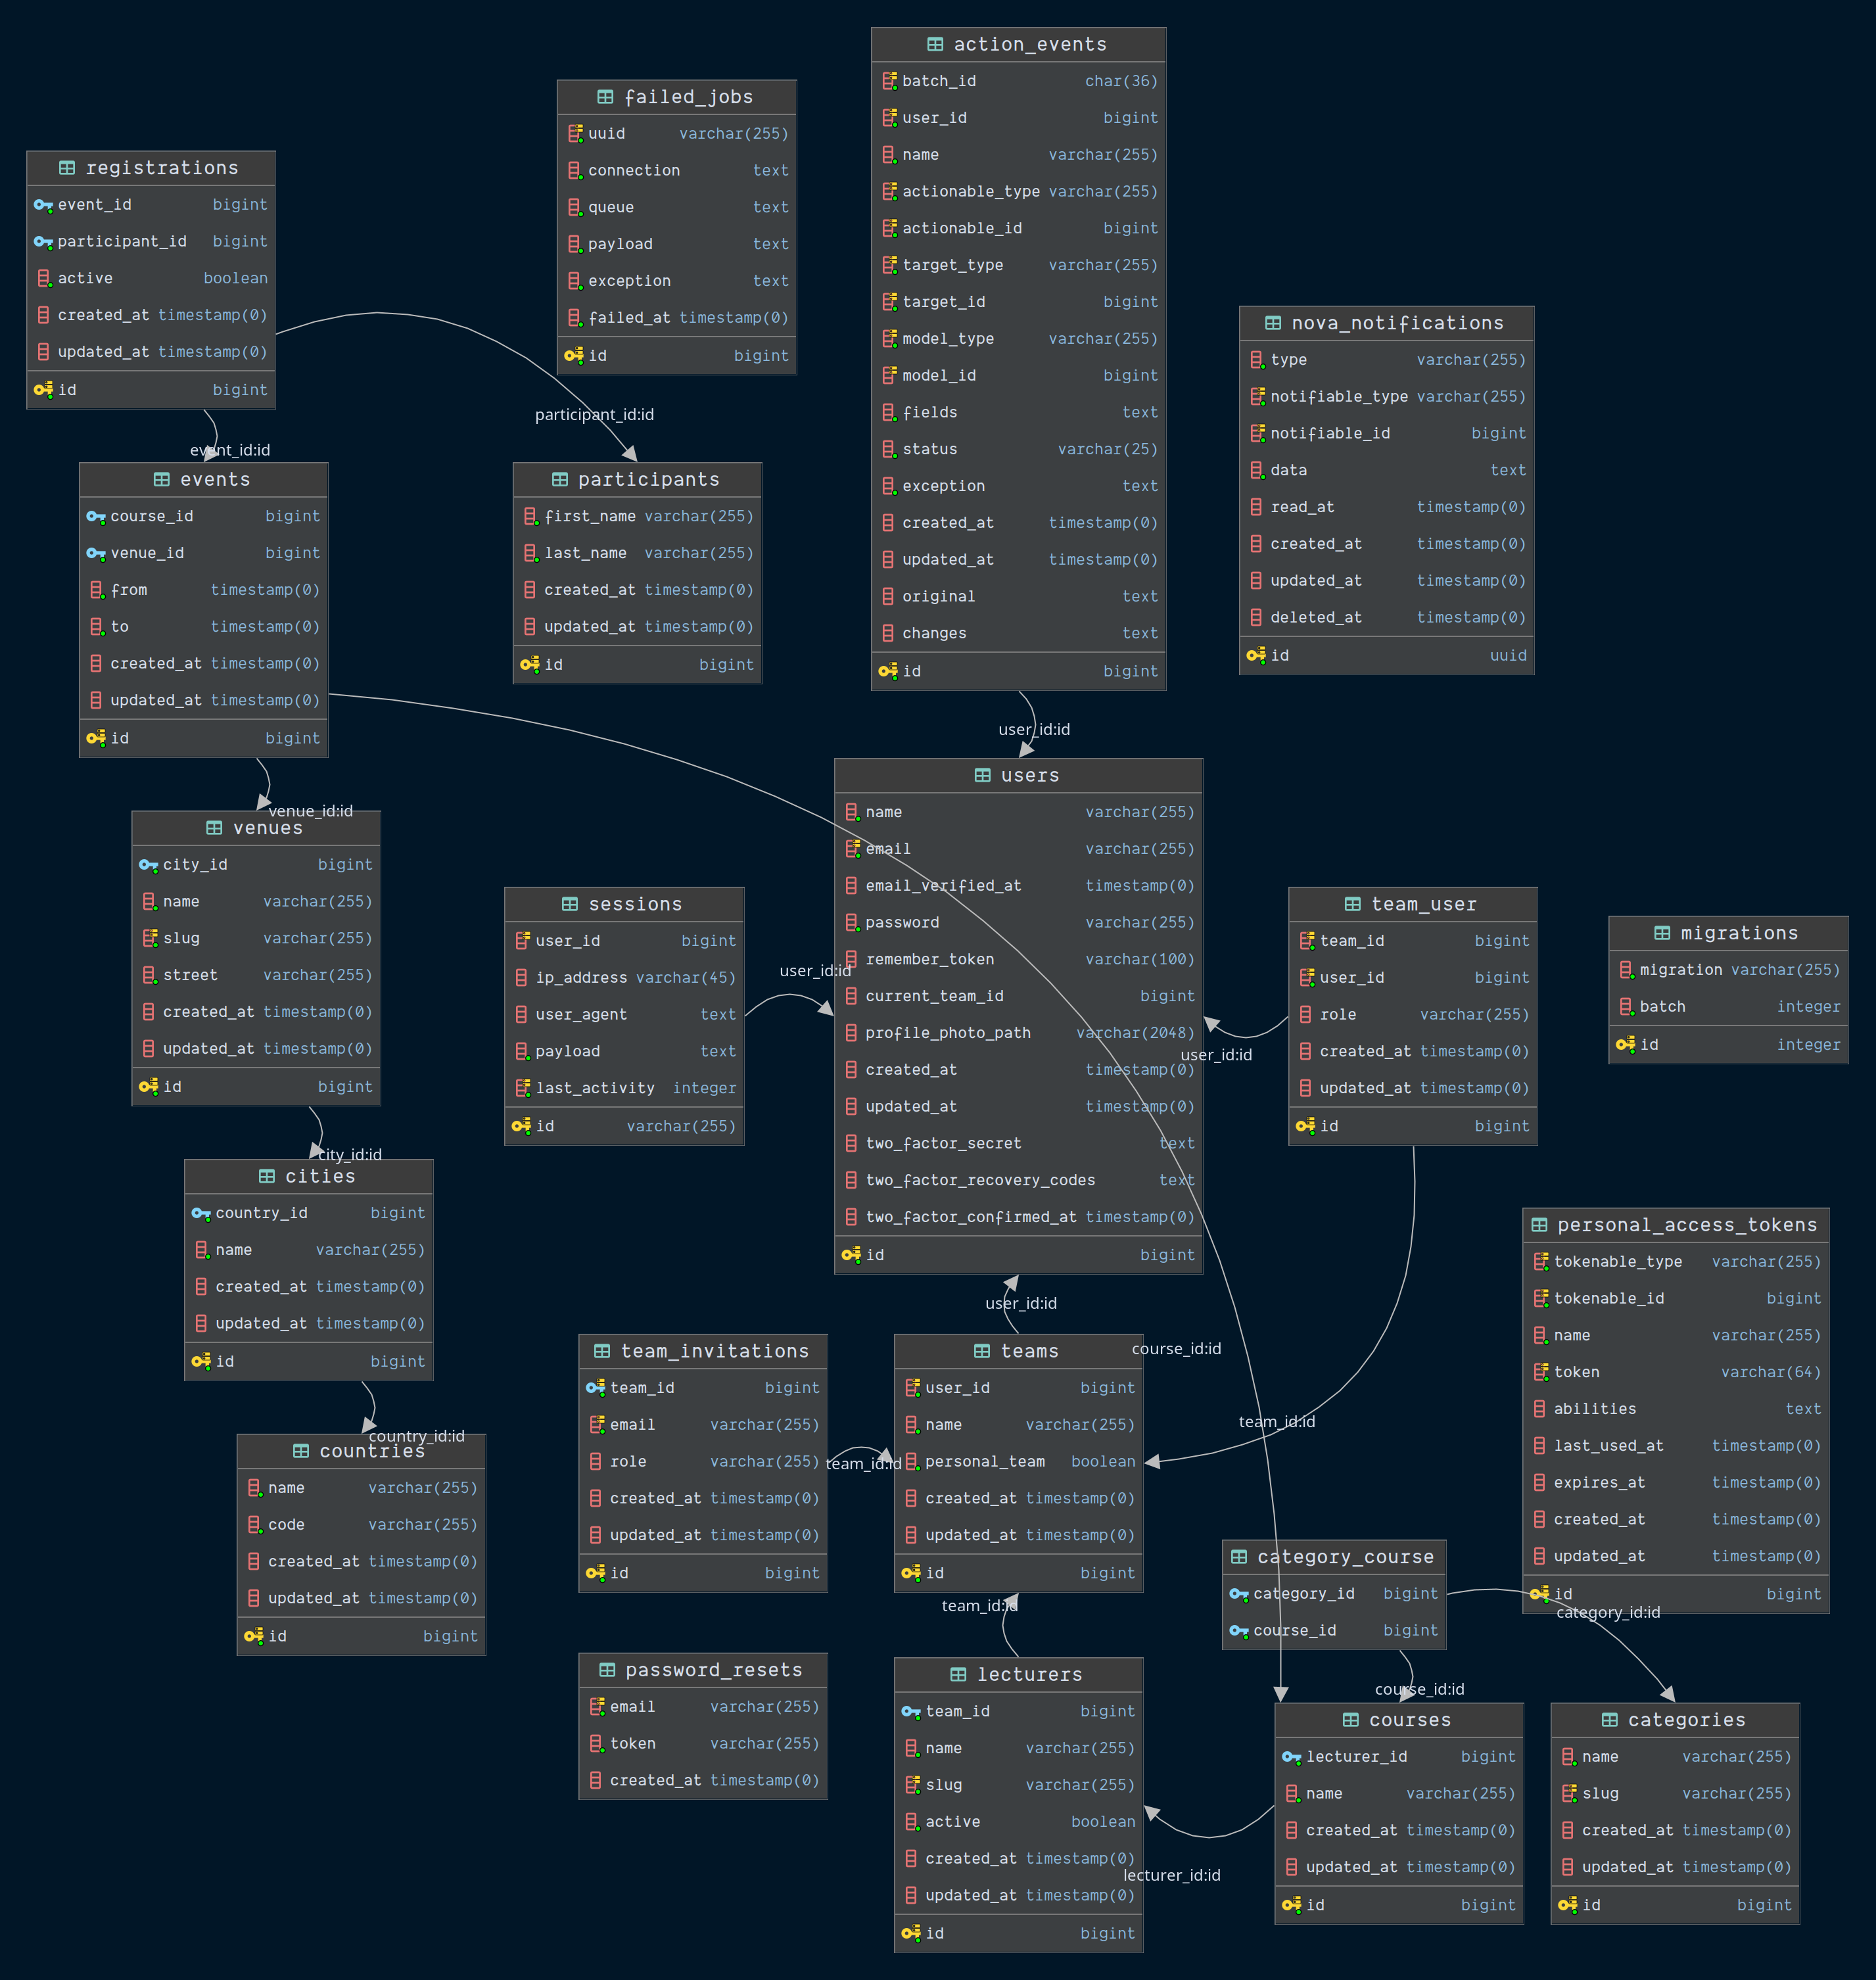 action_events
batch_id char(36)
user_id bigint
name varchar(255)
actionable_type varchar(255)
actionable_id bigint
target_type varchar(255)
target_id bigint
model_type varchar(255)
model_id bigint
fields text
status varchar(25)
exception text
created_at timestamp(0)
updated_at timestamp(0)
original text
changes text
id bigint
failed_jobs
uuid varchar(255)
connection text
queue text
payload text
exception text
failed_at timestamp(0)
id bigint
registrations
event_id bigint
participant_id bigint
active boolean
created_at timestamp(0)
updated_at timestamp(0)
id bigint
nova_notifications
type varchar(255)
notifiable_type varchar(255)
notifiable_id bigint
data text
read_at timestamp(0)
created_at timestamp(0)
updated_at timestamp(0)
deleted_at timestamp(0)
id uuid
participant_id:id
event_id:id
events
course_id bigint
venue_id bigint
from timestamp(0)
to timestamp(0)
created_at timestamp(0)
updated_at timestamp(0)
id bigint
participants
first_name varchar(255)
last_name varchar(255)
created_at timestamp(0)
updated_at timestamp(0)
id bigint
user_id:id
users
name varchar(255)
email varchar(255)
email_verified_at timestamp(0)
password varchar(255)
remember_token varchar(100)
current_team_id bigint
profile_photo_path varchar(2048)
created_at timestamp(0)
updated_at timestamp(0)
two_factor_secret text
two_factor_recovery_codes text
two_factor_confirmed_at timestamp(0)
id bigint
venue_id:id
venues
city_id bigint
name varchar(255)
slug varchar(255)
street varchar(255)
created_at timestamp(0)
updated_at timestamp(0)
id bigint
sessions
user_id bigint
ip_address varchar(45)
user_agent text
payload text
last_activity integer
id varchar(255)
user_id:id
team_user
team_id bigint
user_id bigint
role varchar(255)
created_at timestamp(0)
updated_at timestamp(0)
id bigint
user_id:id
migrations
migration varchar(255)
batch integer
id integer
city_id:id
cities
country_id bigint
name varchar(255)
created_at timestamp(0)
updated_at timestamp(0)
id bigint
personal_access_tokens
tokenable_type varchar(255)
tokenable_id bigint
name varchar(255)
token varchar(64)
abilities text
last_used_at timestamp(0)
expires_at timestamp(0)
created_at timestamp(0)
updated_at timestamp(0)
id bigint
user_id:id
team_invitations
team_id bigint
email varchar(255)
role varchar(255)
created_at timestamp(0)
updated_at timestamp(0)
id bigint
team_id:id
teams
user_id bigint
name varchar(255)
personal_team boolean
created_at timestamp(0)
updated_at timestamp(0)
id bigint
course_id:id
team_id:id
country_id:id
countries
name varchar(255)
code varchar(255)
created_at timestamp(0)
updated_at timestamp(0)
id bigint
category_course
category_id bigint
course_id bigint
category_id:id
team_id:id
password_resets
email varchar(255)
token varchar(255)
created_at timestamp(0)
lecturers
team_id bigint
name varchar(255)
slug varchar(255)
active boolean
created_at timestamp(0)
updated_at timestamp(0)
id bigint
course_id:id
courses
lecturer_id bigint
name varchar(255)
created_at timestamp(0)
updated_at timestamp(0)
id bigint
lecturer_id:id
categories
name varchar(255)
slug varchar(255)
created_at timestamp(0)
updated_at timestamp(0)
id bigint